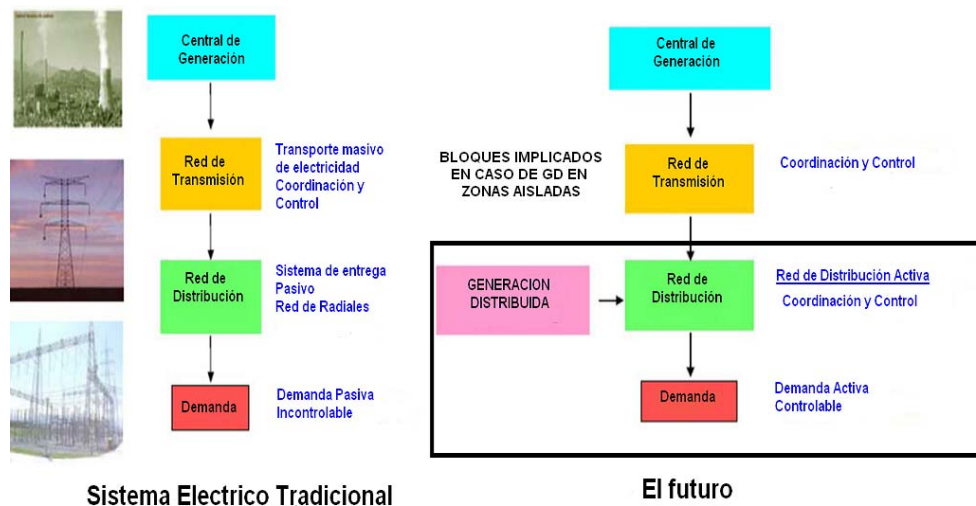 Central de
Generación
Red de
Transmisión
Transporte masivo
de electricidad
Coordinación y
Control
Red de
Distribución
Sistema de entrega
Pasivo
Red de Radiales
Demanda
Demanda Pasiva
Incontrolable
Sistema Electrico Tradicional
Central de
Generación
BLOQUES IMPLICADOS
EN CASO DE GD EN
ZONAS AISLADAS
Red de
Transmisión
Coordinación y Control
GENERACION
DISTRIBUIDA
Red de
Distribución
Red de Distribución Activa
Coordinación y Control
Demanda
Demanda Activa
Controlable
El futuro